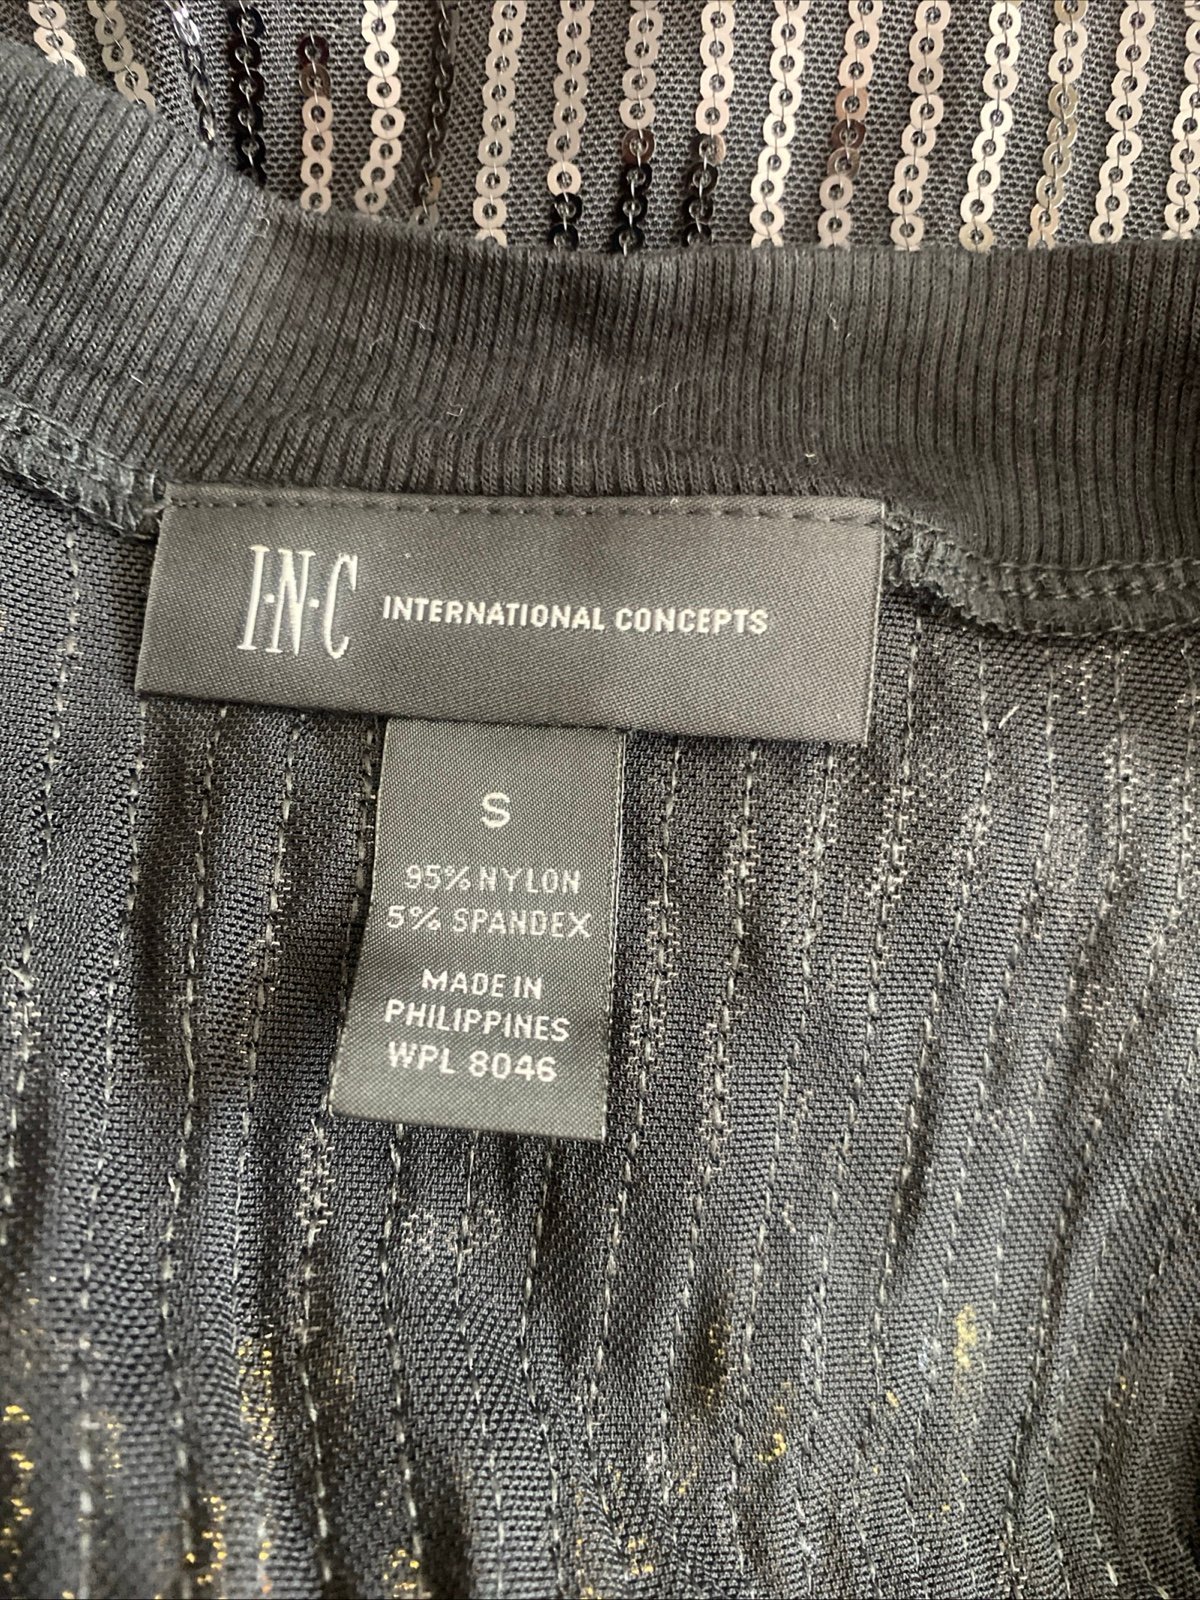 I·N·C INTERNATIONAL CONCEPTS
S
95% NYLON
5% SPANDEX
MADE IN
PHILIPPINES
WPL 8046